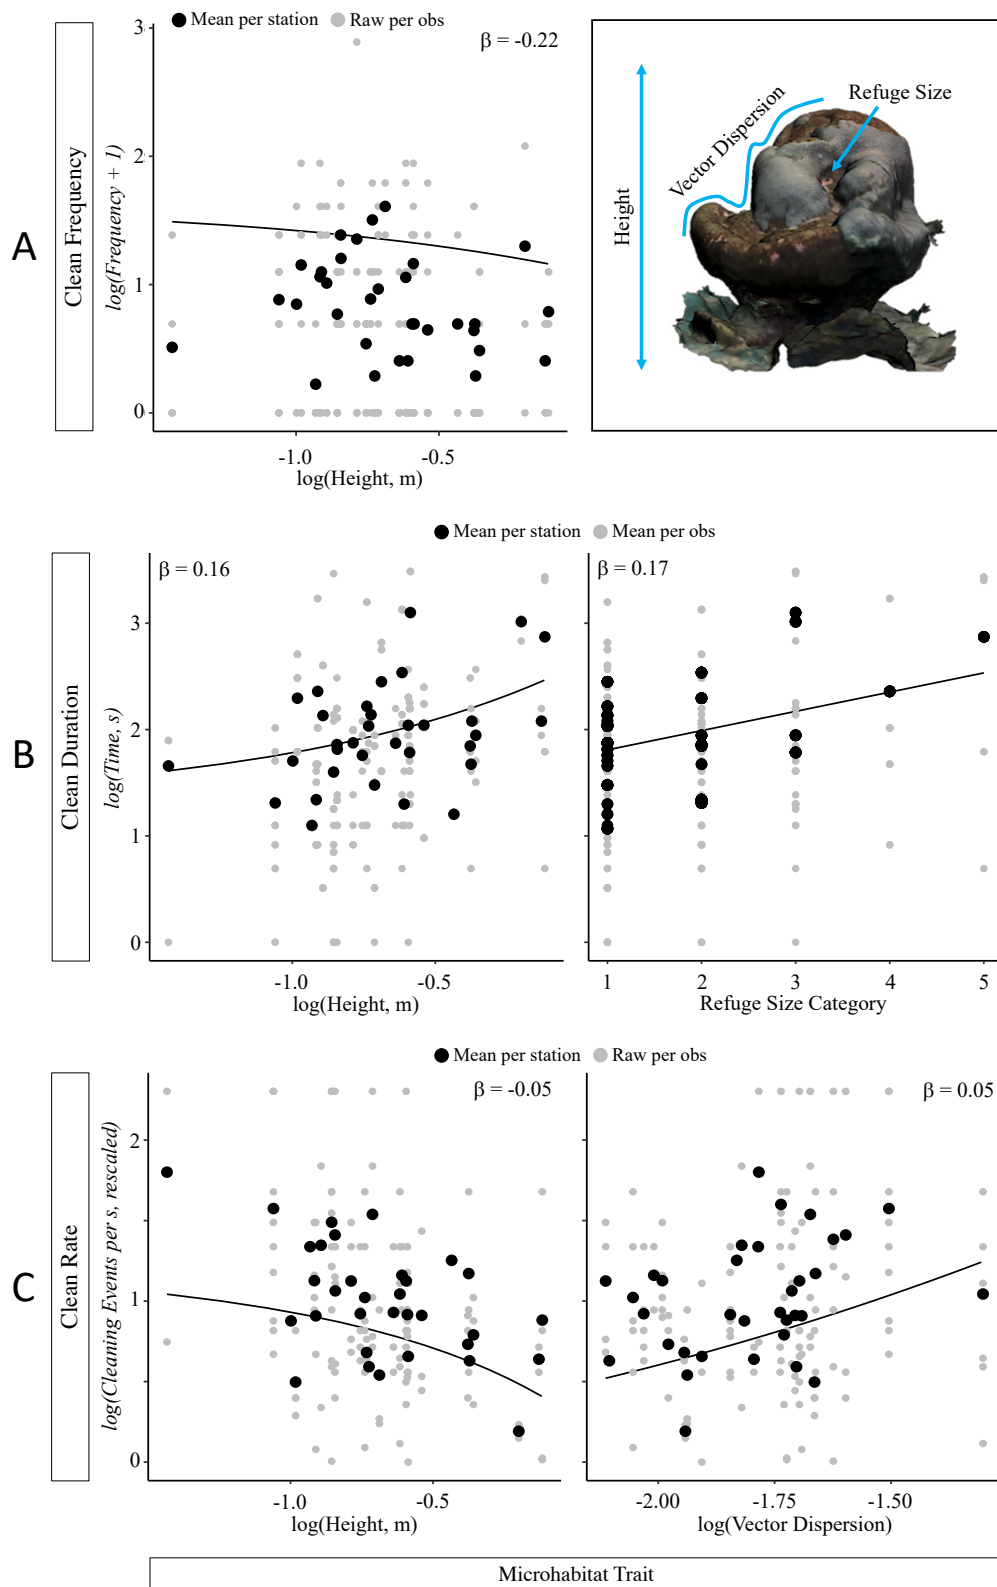 Mean per station Raw per obs
β = -0.22
3
2
1
0
-1.0 -0.5
log(Height, m)
A
Clean Frequency
log(Frequency + 1)
Height
Vector Dispersion
Refuge Size
Mean per station Mean per obs
B
Clean Duration
log(Time, s)
β = 0.16
3
2
1
0
-1.0 -0.5
log(Height, m)
β = 0.17
1 2 3 4 5
Refuge Size Category
Mean per station Raw per obs
C
Clean Rate
log(Cleaning Events per s, rescaled)
β = -0.05
2
1
0
-1.0 -0.5
log(Height, m)
β = 0.05
-2.00 -1.75 -1.50
log(Vector Dispersion)
Microhabitat Trait